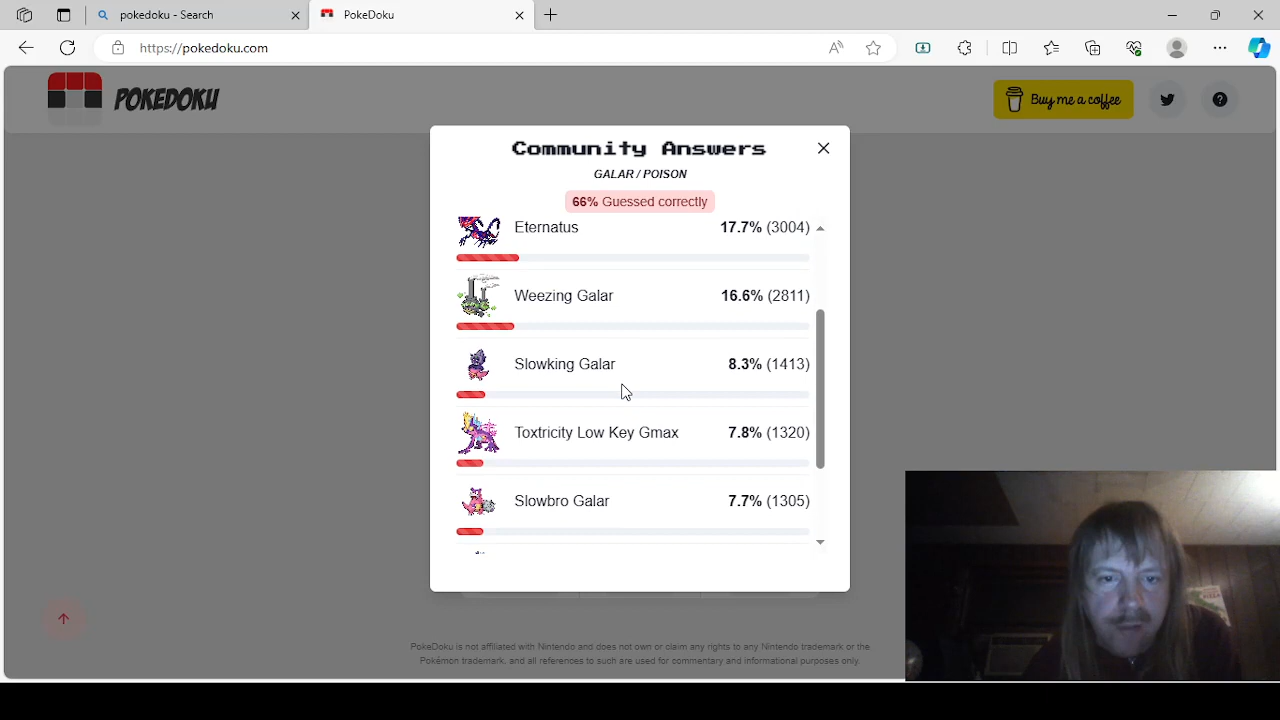 pokedoku - Search
PokeDoku
https://pokedoku.com
POKEDOKU
Buy me a coffee
Community Answers
GALAR / POISON
66% Guessed correctly
Eternatus 17.7% (3004)
Weezing Galar 16.6% (2811)
Slowking Galar 8.3% (1413)
Toxtricity Low Key Gmax 7.8% (1320)
Slowbro Galar 7.7% (1305)
PokeDoku is not affiliated with Nintendo and does not own or claim any rights to any Nintendo trademark or the
Pokémon trademark, and all references to such are used for commentary and informational purposes only.